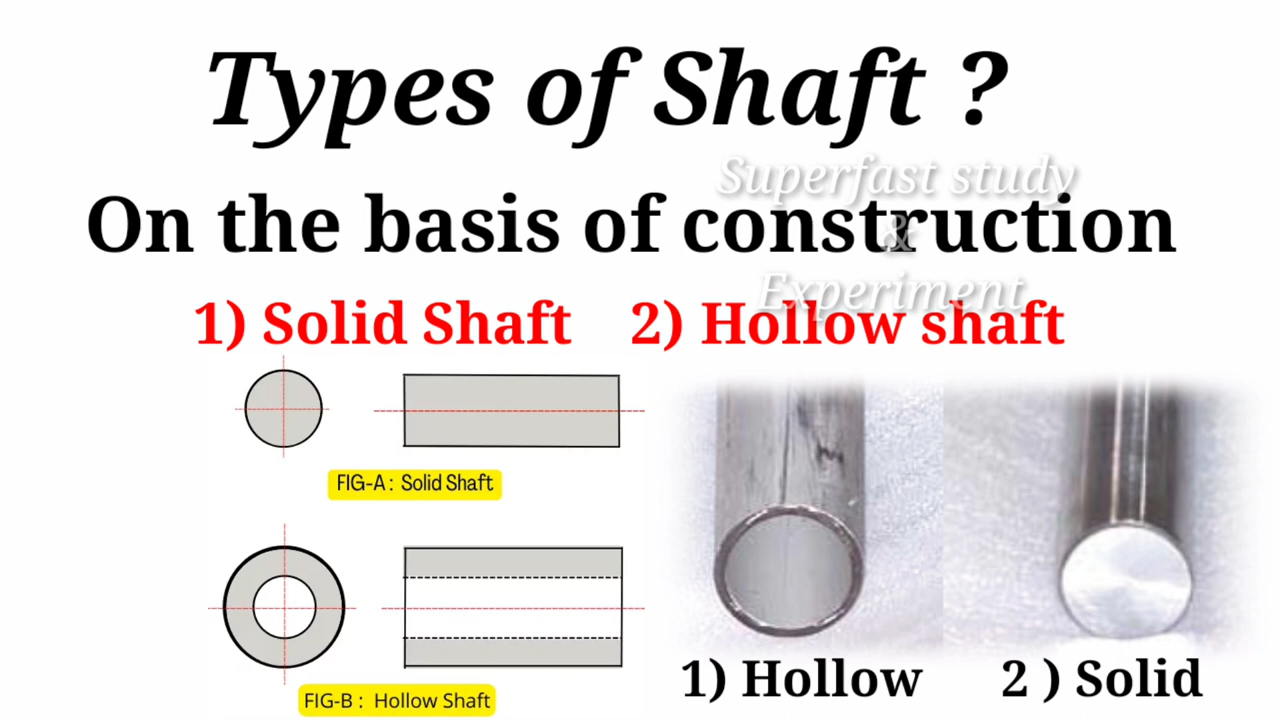 Types of Shaft ?
Superfast study
On the basis of construction
&
Experiment
1) Solid Shaft 2) Hollow shaft
FIG-A : Solid Shaft
FIG-B : Hollow Shaft
1) Hollow 2 ) Solid